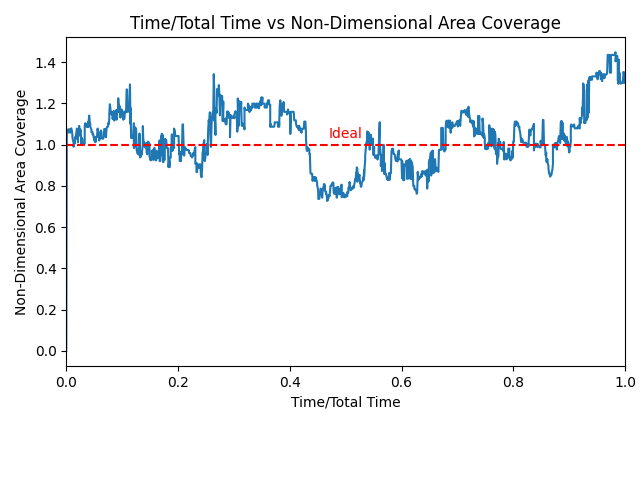 Time/Total Time vs Non-Dimensional Area Coverage
Non-Dimensional Area Coverage
1.4
1.2
1.0
0.8
0.6
0.4
0.2
0.0
Ideal
0.0 0.2 0.4 0.6 0.8 1.0
Time/Total Time